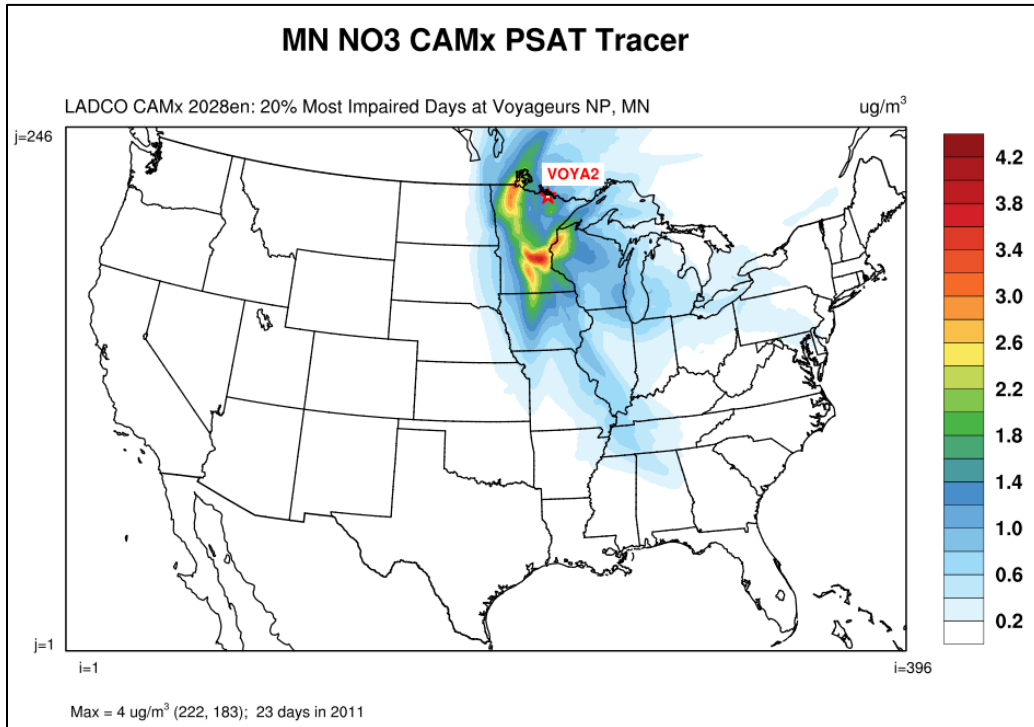 MN NO3 CAMx PSAT Tracer
LADCO CAMx 2028en: 20% Most Impaired Days at Voyageurs NP, MN
ug/m³
j=246
VOYA2
4.2
3.8
3.4
3.0
2.6
2.2
1.8
1.4
1.0
0.6
0.2
j=1
i=1
i=396
Max = 4 ug/m³ (222, 183); 23 days in 2011